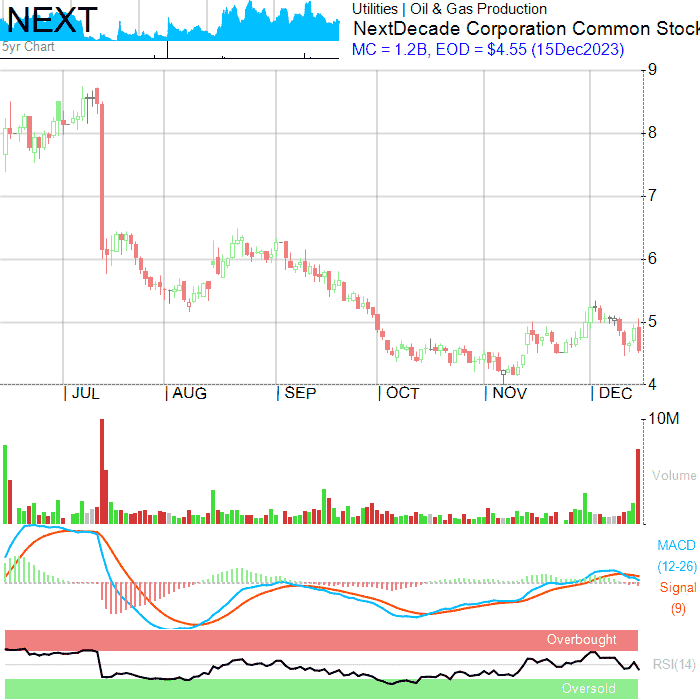 NEXT
5yr Chart
Utilities | Oil & Gas Production
NextDecade Corporation Common Stock
MC = 1.2B, EOD = $4.55 (15Dec2023)
9
8
7
6
5
4
JUL AUG SEP OCT NOV DEC
10M
Volume
MACD
(12-26)
Signal
(9)
Overbought
RSI(14)
Oversold